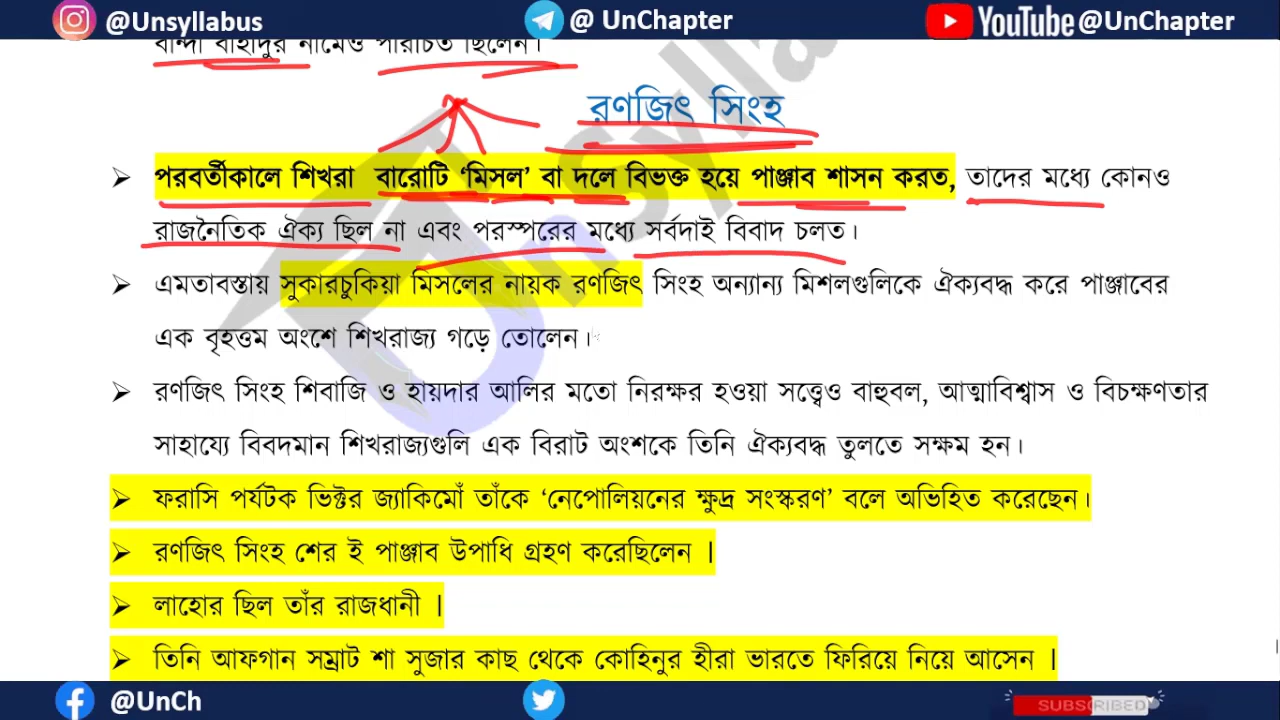 @Unsyllabus @ UnChapter YouTube @UnChapter
বান্দা বাহাদুর নামেও পরিচিত ছিলেন।
রণজিৎ সিংহ
➢ পরবর্তীকালে শিখরা বারোটি ‘মিসল’ বা দলে বিভক্ত হয়ে পাঞ্জাব শাসন করত, তাদের মধ্যে কোনও
রাজনৈতিক ঐক্য ছিল না এবং পরস্পরের মধ্যে সর্বদাই বিবাদ চলত।
➢ এমতাবস্তায় সুকারচুকিয়া মিসলের নায়ক রণজিৎ সিংহ অন্যান্য মিশলগুলিকে ঐক্যবদ্ধ করে পাঞ্জাবের
এক বৃহত্তম অংশে শিখরাজ্য গড়ে তোলেন।
➢ রণজিৎ সিংহ শিবাজি ও হায়দার আলির মতো নিরক্ষর হওয়া সত্ত্বেও বাহুবল, আত্মাবিশ্বাস ও বিচক্ষণতার
সাহায্যে বিবদমান শিখরাজ্যগুলি এক বিরাট অংশকে তিনি ঐক্যবদ্ধ তুলতে সক্ষম হন।
➢ ফরাসি পর্যটক ভিক্টর জ্যাকিমোঁ তাঁকে ‘নেপোলিয়নের ক্ষুদ্র সংস্করণ’ বলে অভিহিত করেছেন।
➢ রণজিৎ সিংহ শের ই পাঞ্জাব উপাধি গ্রহণ করেছিলেন |
➢ লাহোর ছিল তাঁর রাজধানী |
➢ তিনি আফগান সম্রাট শা সুজার কাছ থেকে কোহিনুর হীরা ভারতে ফিরিয়ে নিয়ে আসেন |
UnSylla
@UnCh SUBSCRIBED